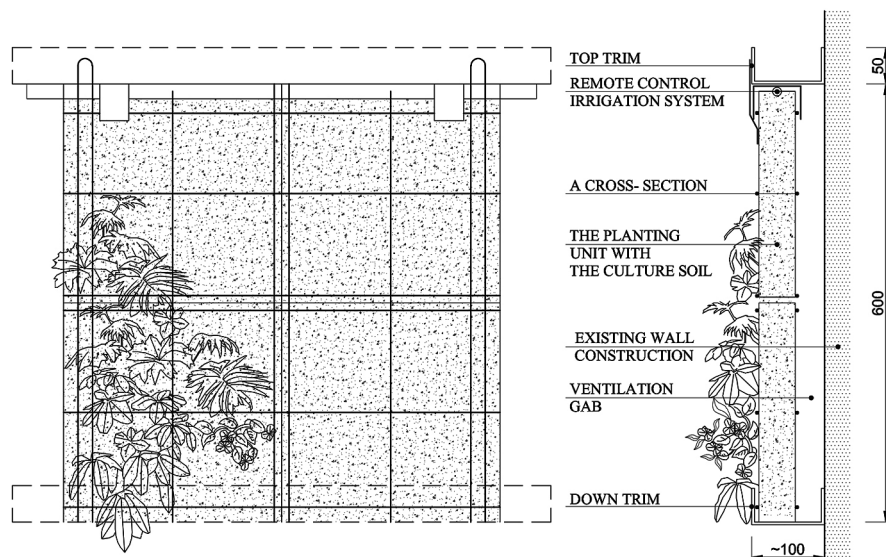 TOP TRIM
REMOTE CONTROL
IRRIGATION SYSTEM
A CROSS- SECTION
THE PLANTING
UNIT WITH
THE CULTURE SOIL
EXISTING WALL
CONSTRUCTION
VENTILATION
GAB
DOWN TRIM
50
600
~100